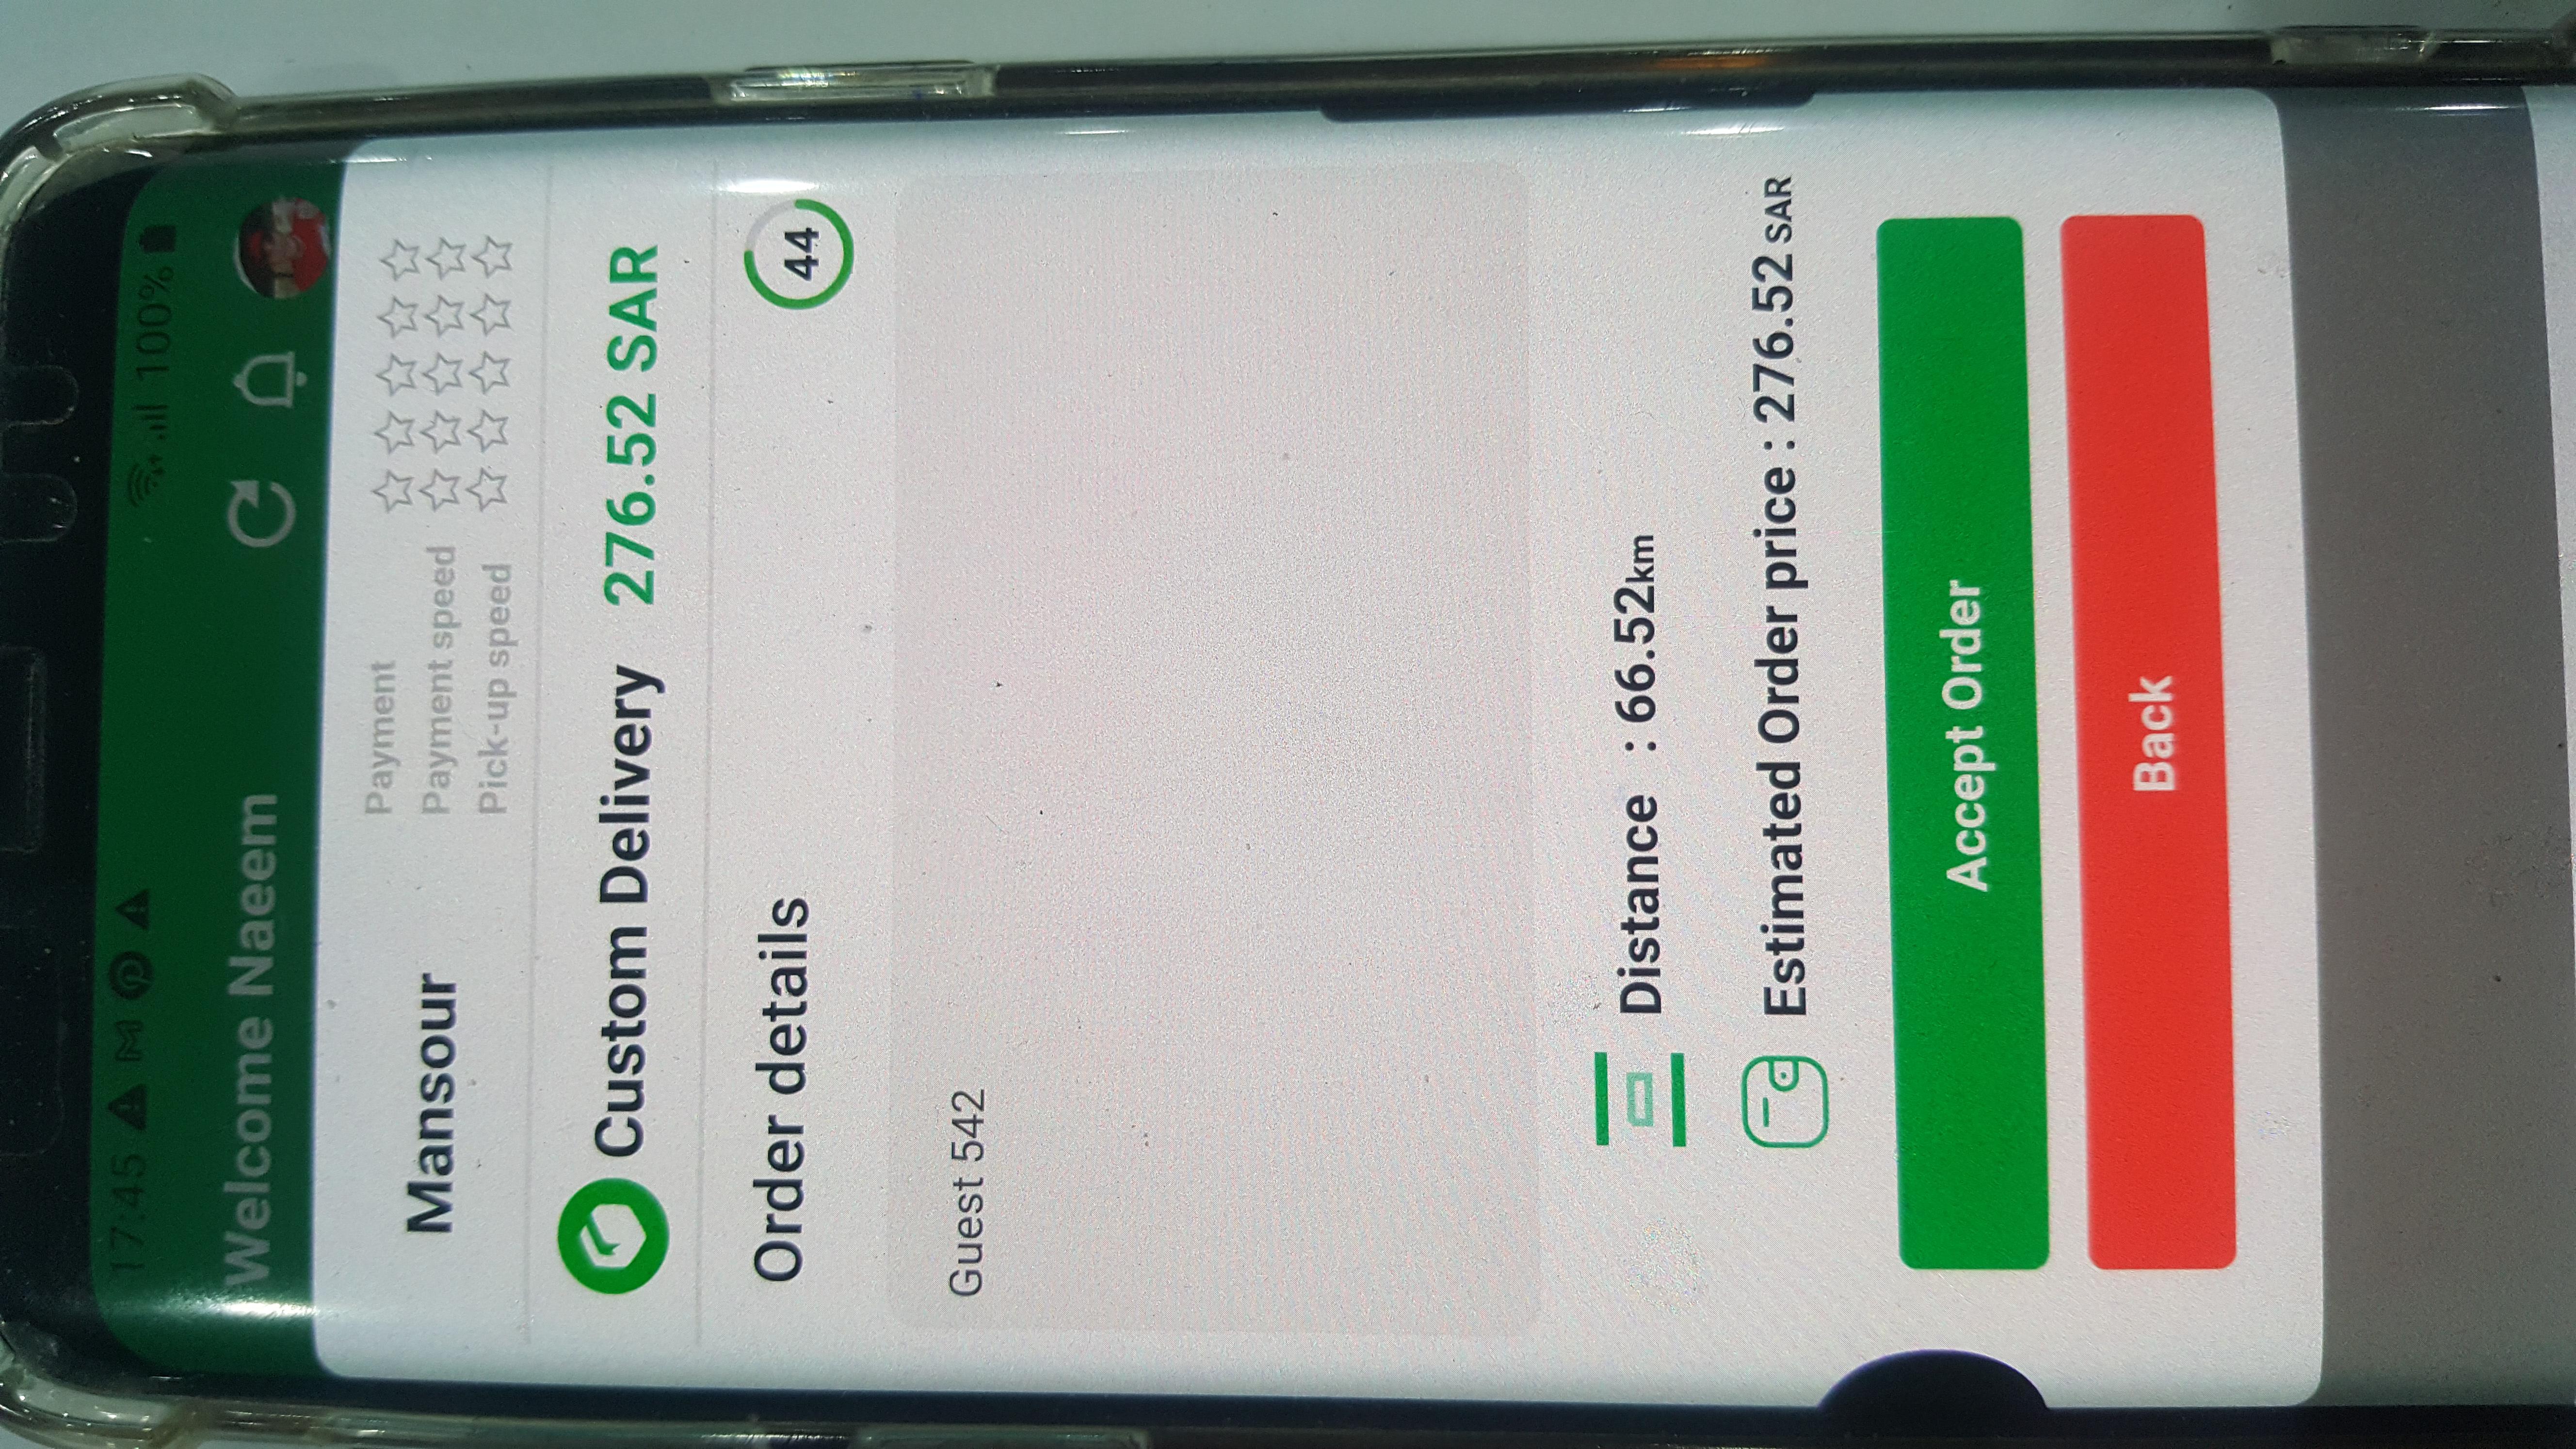 17:45 100%
Welcome Naeem
Mansour
Payment
Payment speed
Pick-up speed
Custom Delivery 276.52 SAR
Order details
44
Guest 542
Distance : 66.52km
Estimated Order price : 276.52 SAR
Accept Order
Back